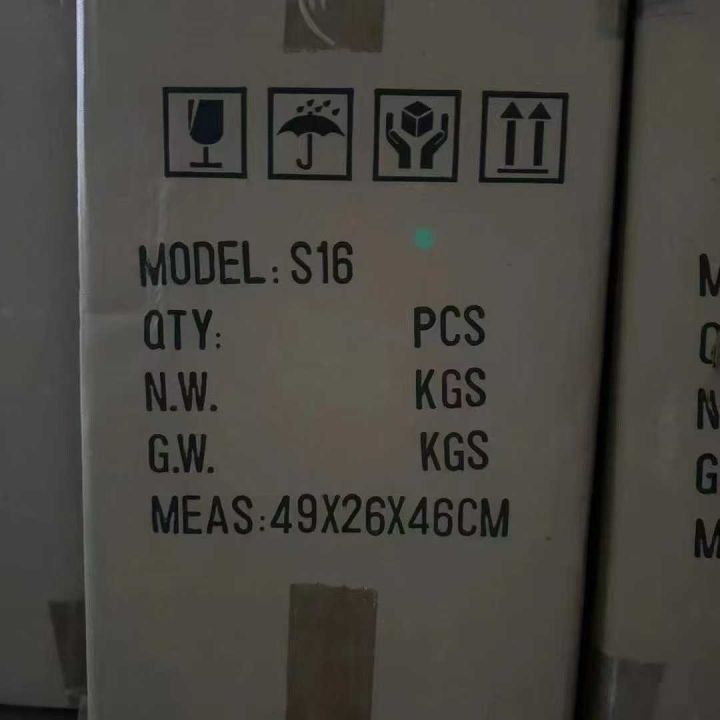 MODEL: S16
QTY: PCS
N.W. KGS
G.W. KGS
MEAS:49X26X46CM
M
Q
N
G
M